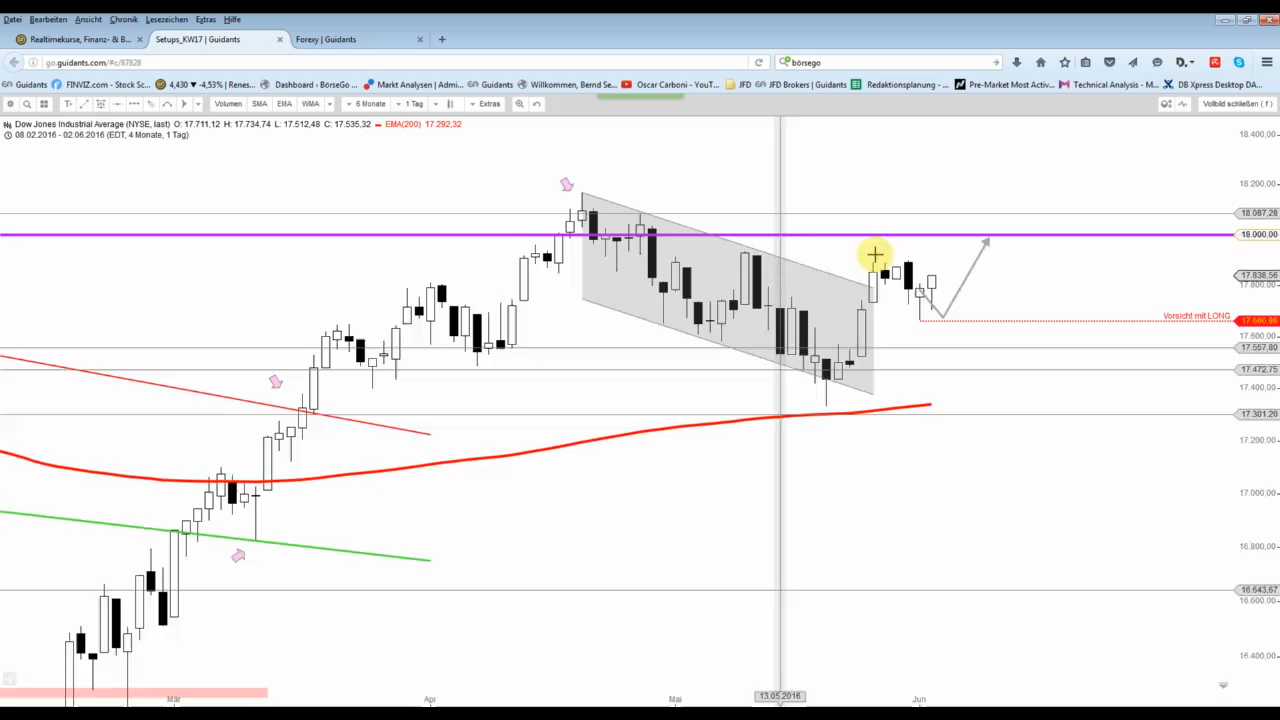 Datei Bearbeiten Ansicht Chronik Lesezeichen Extras Hilfe
Realtimekurse, Finanz- & B... × Setups_KW17 | Guidants × Forexy | Guidants × +
go.guidants.com/#c/87828 börsego
Guidants FINVIZ.com - Stock Sc... 4,430 ▾ -4,53% | Renes... Dashboard - BörseGo ... Markt Analysen | Admi... Guidants Willkommen, Bernd Se... Oscar Carboni - YouT... JFD JFD Brokers | Guidants Redaktionsplanung - ... Pre-Market Most Activ... Technical Analysis - M... DB Xpress Desktop DA...
Volumen SMA EMA WMA 6 Monate 1 Tag Extras Vollbild schließen ( f )
Dow Jones Industrial Average (NYSE, last) O: 17.711,12 H: 17.734,74 L: 17.512,48 C: 17.535,32 EMA(200) 17.292,32
08.02.2016 - 02.06.2016 (EDT, 4 Monate, 1 Tag)
18.400,00
18.200,00
18.087,28
18.000,00
17.838,56
17.800,00
Vorsicht mit LONG 17.660,86
17.600,00
17.557,80
17.472,75
17.400,00
17.301,20
17.200,00
17.000,00
16.800,00
16.643,67
16.600,00
16.400,00
Mär Apr Mai 13.05.2016 Jun